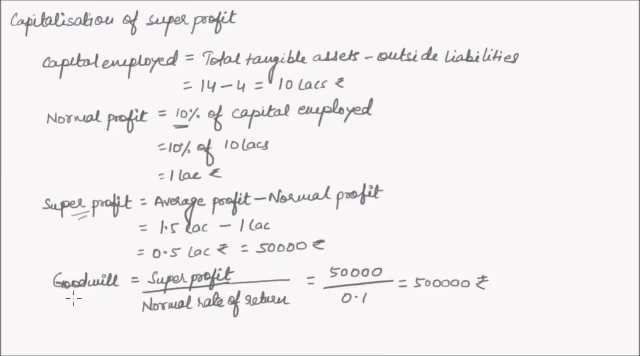 Capitalisation of super profit
Capital employed = Total tangible assets - outside liabilities
= 14 - 4 = 10 lacs ₹
Normal profit = 10% of capital employed
= 10% of 10 lacs
= 1 lac ₹
Super profit = Average profit - Normal profit
= 1.5 lac - 1 lac
= 0.5 lac ₹ = 50000 ₹
Goodwill = Super profit / Normal rate of return = 50000 / 0.1 = 500000 ₹